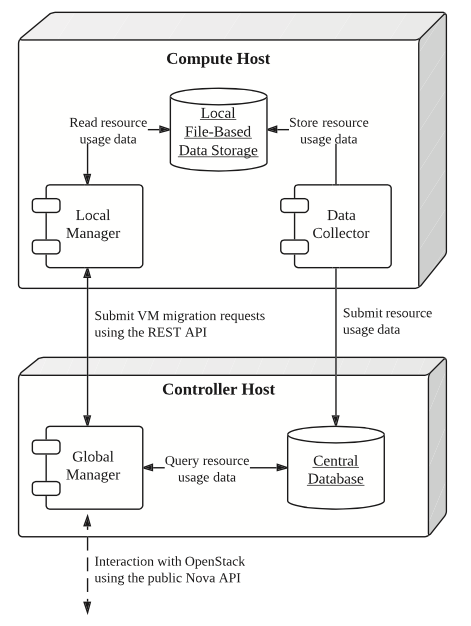 Compute Host
Local
File-Based
Data Storage
Read resource
usage data
Store resource
usage data
Local
Manager
Data
Collector
Submit VM migration requests
using the REST API
Submit resource
usage data
Controller Host
Global
Manager
Query resource
usage data
Central
Database
Interaction with OpenStack
using the public Nova API